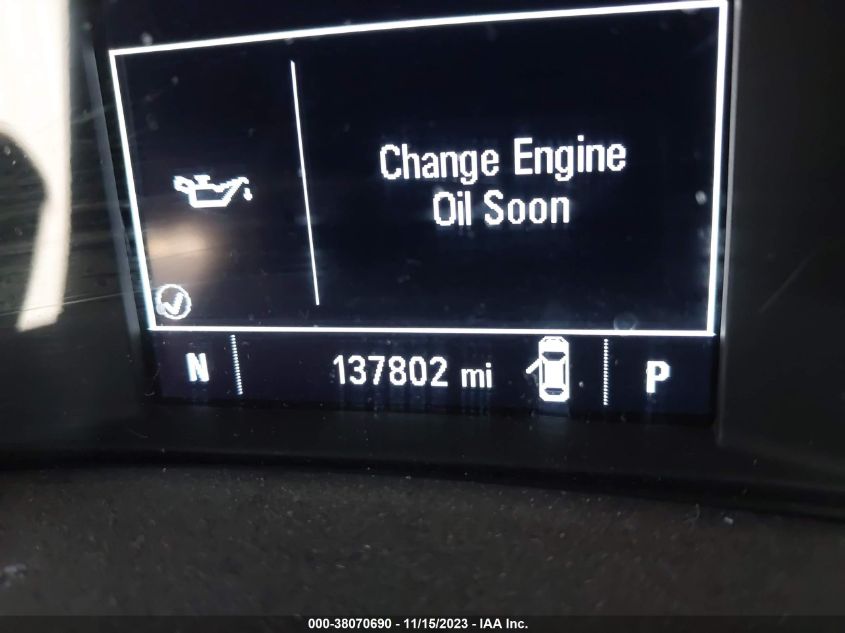 Change Engine
Oil Soon
N 137802 mi P
000-38070690 - 11/15/2023 - IAA Inc.